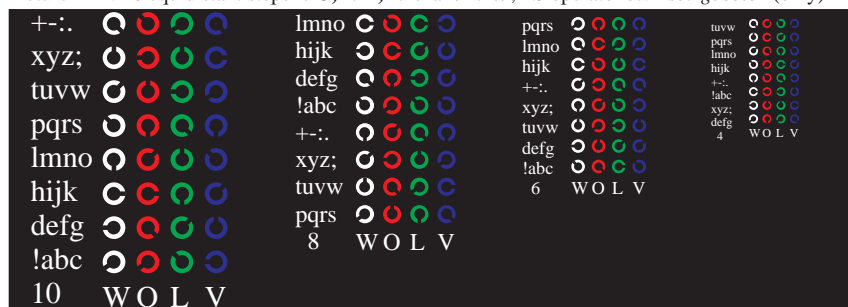 +-:.
xyz;
tuvw
pqrs
lmno
hijk
defg
!abc
10 W O L V
lmno
hijk
defg
!abc
+-:.
xyz;
tuvw
pqrs
8 W O L V
pqrs
lmno
hijk
+-:.
xyz;
tuvw
defg
!abc
6 W O L V
tuvw
pqrs
lmno
hijk
+-:.
!abc
xyz;
defg
4 W O L V